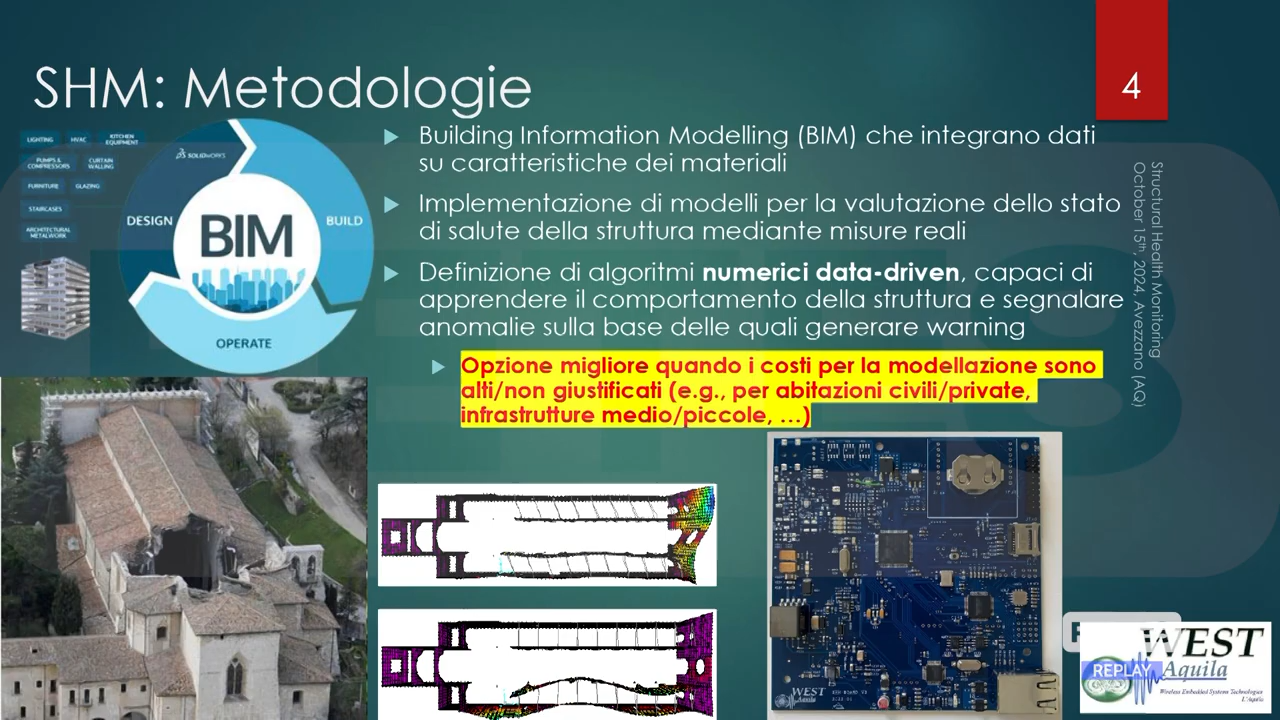 SHM: Metodologie
4
LIGHTING
HVAC
KITCHEN
EQUIPMENT
PUMPS &
COMPRESSORS
CURTAIN
WALLING
FURNITURE
GLAZING
STAIRCASES
ARCHITECTURAL
METALWORK
SOLIDWORKS
DESIGN
BIM
BUILD
OPERATE
Building Information Modelling (BIM) che integrano dati
su caratteristiche dei materiali
Implementazione di modelli per la valutazione dello stato
di salute della struttura mediante misure reali
Definizione di algoritmi numerici data-driven, capaci di
apprendere il comportamento della struttura e segnalare
anomalie sulla base delle quali generare warning
Opzione migliore quando i costi per la modellazione sono
alti/non giustificati (e.g., per abitazioni civili/private,
infrastrutture medio/piccole, …)
Structural Health Monitoring
October 15th, 2024, Avezzano (AQ)
WEST
Aquila
WEST
Aquila
REPLAY
Wireless Embedded Systems Technologies
L'Aquila